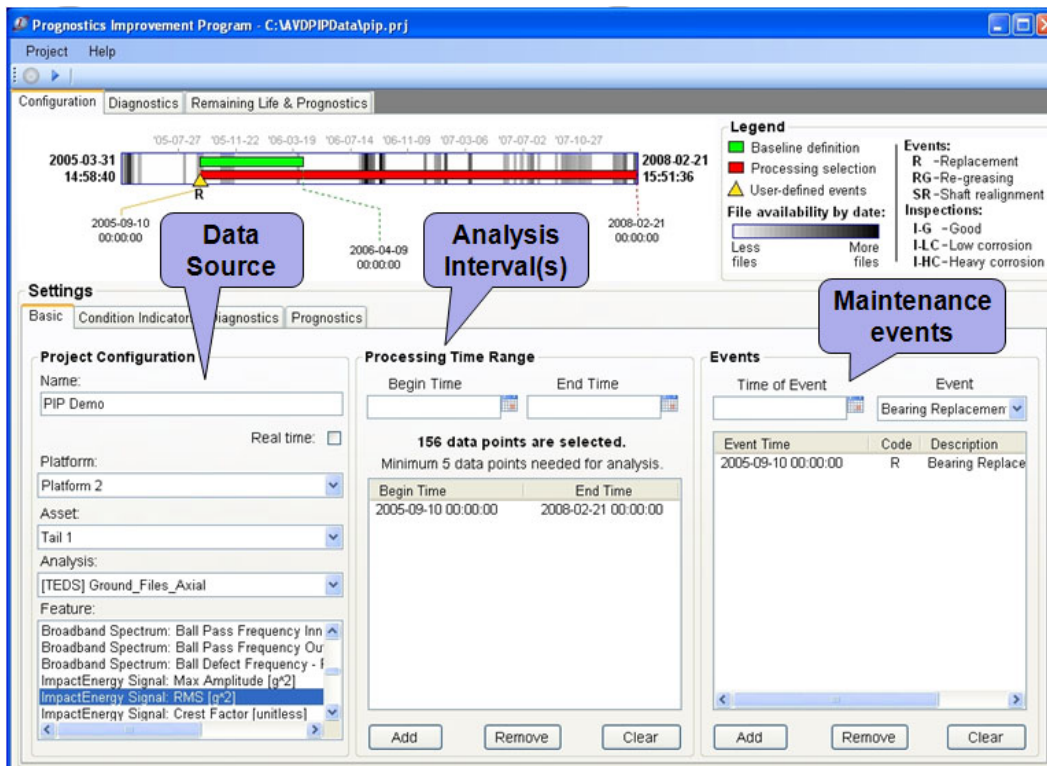 Prognostics Improvement Program - C:\AVDPIPData\pip.prj
Project Help
Configuration Diagnostics Remaining Life & Prognostics
'05-07-27 '05-11-22 '06-03-19 '06-07-14 '06-11-09 '07-03-06 '07-07-02 '07-10-27
2005-03-31
14:58:40
2008-02-21
15:51:36
R
2005-09-10
00:00:00
2006-04-09
00:00:00
2008-02-21
00:00:00
Legend
Baseline definition
Processing selection
User-defined events
File availability by date:
Less
files
More
files
Events:
R -Replacement
RG -Re-greasing
SR -Shaft realignment
Inspections:
I-G -Good
I-LC -Low corrosion
I-HC -Heavy corrosion
Data
Source
Analysis
Interval(s)
Maintenance
events
Settings
Basic Condition Indicator Diagnostics Prognostics
Project Configuration
Name:
PIP Demo
Real time:
Platform:
Platform 2
Asset:
Tail 1
Analysis:
[TEDS] Ground_Files_Axial
Feature:
Broadband Spectrum: Ball Pass Frequency Inn
Broadband Spectrum: Ball Pass Frequency Ou
Broadband Spectrum: Ball Defect Frequency -
ImpactEnergy Signal: Max Amplitude [g^2]
ImpactEnergy Signal: RMS [g^2]
ImpactEnergy Signal: Crest Factor [unitless]
Processing Time Range
Begin Time End Time
156 data points are selected.
Minimum 5 data points needed for analysis.
Begin Time End Time
2005-09-10 00:00:00 2008-02-21 00:00:00
Add Remove Clear
Events
Time of Event Event
Bearing Replacemen
Event Time Code Description
2005-09-10 00:00:00 R Bearing Replace
Add Remove Clear